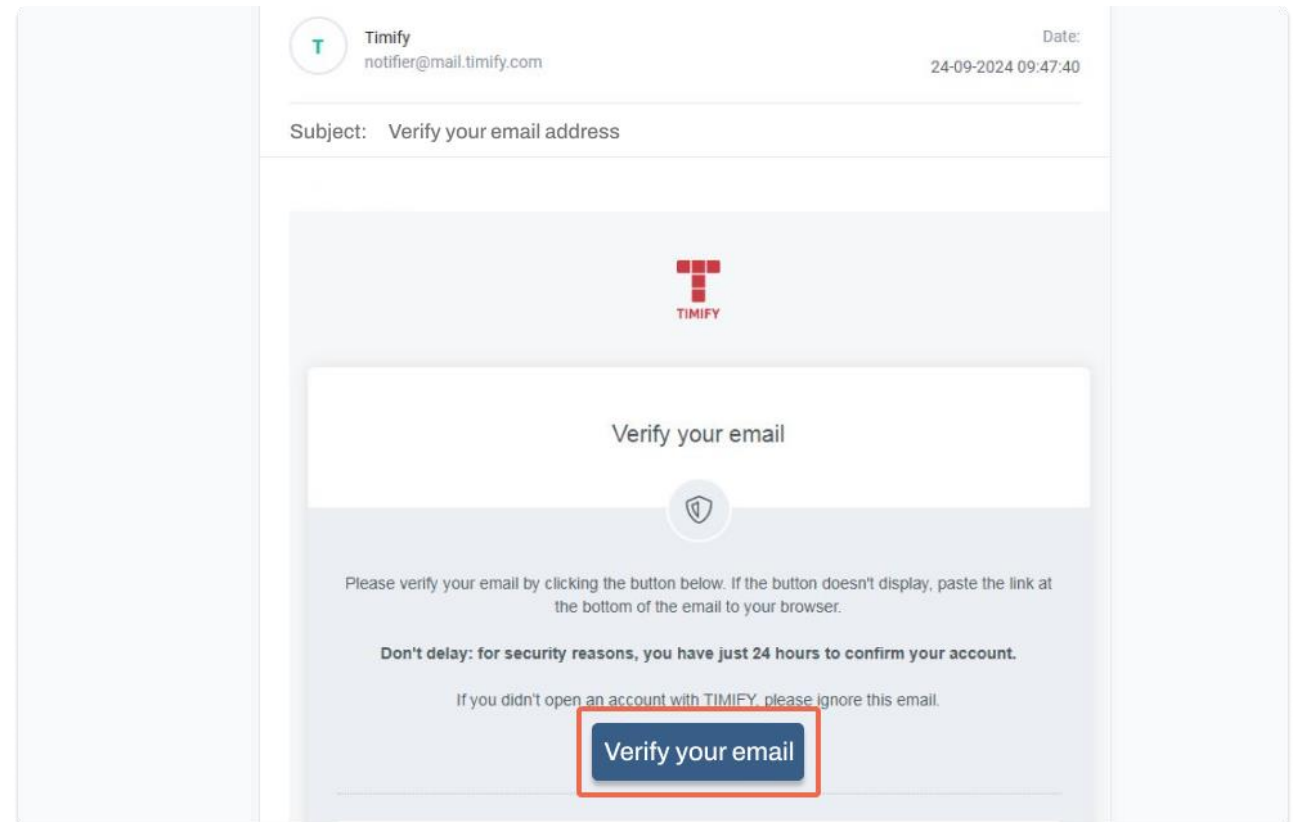 T
Timify
Date:
notifier@mail.timify.com
24-09-2024 09:47:40
Subject: Verify your email address
TIMIFY
Verify your email
Please verify your email by clicking the button below. If the button doesn't display, paste the link at
the bottom of the email to your browser.
Don't delay: for security reasons, you have just 24 hours to confirm your account.
If you didn't open an account with TIMIFY, please ignore this email.
Verify your email